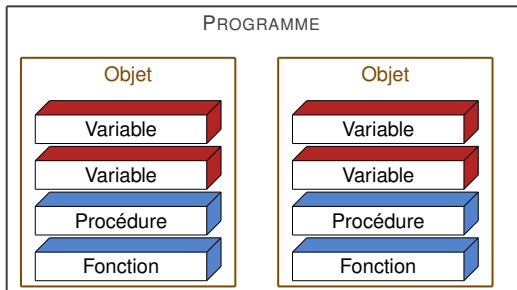 PROGRAMME
Objet
Variable
Variable
Procédure
Fonction
Objet
Variable
Variable
Procédure
Fonction